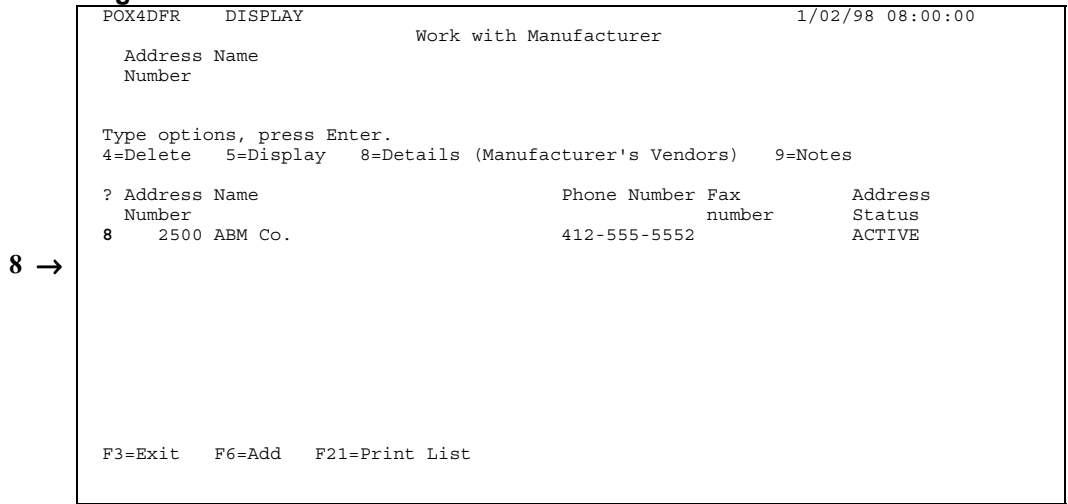 POX4DFR DISPLAY 1/02/98 08:00:00
Work with Manufacturer
Address Name
Number
Type options, press Enter.
4=Delete 5=Display 8=Details (Manufacturer's Vendors) 9=Notes
? Address Name Phone Number Fax Address
Number number Status
8 2500 ABM Co. 412-555-5552 ACTIVE
8 →
F3=Exit F6=Add F21=Print List